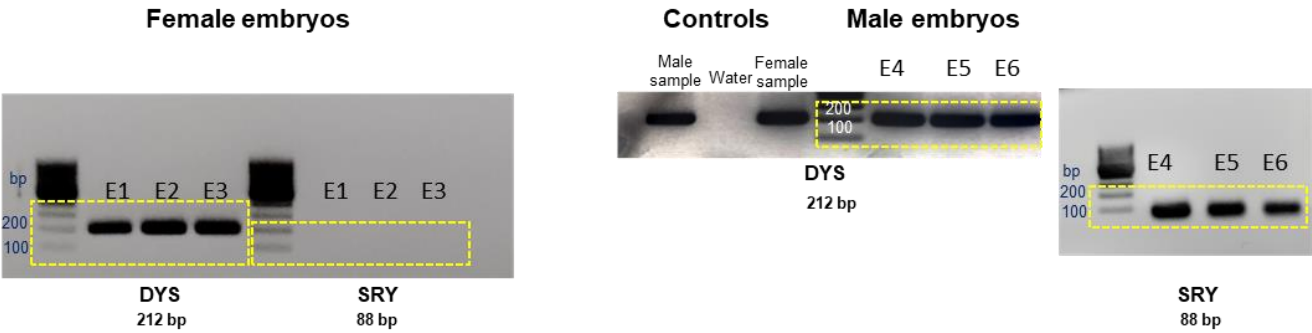 Female embryos
bp
200
100
E1 E2 E3
E1 E2 E3
DYS
212 bp
SRY
88 bp
Controls
Male embryos
Male sample
Water
Female sample
E4 E5 E6
200
100
DYS
212 bp
bp
200
100
E4 E5 E6
SRY
88 bp